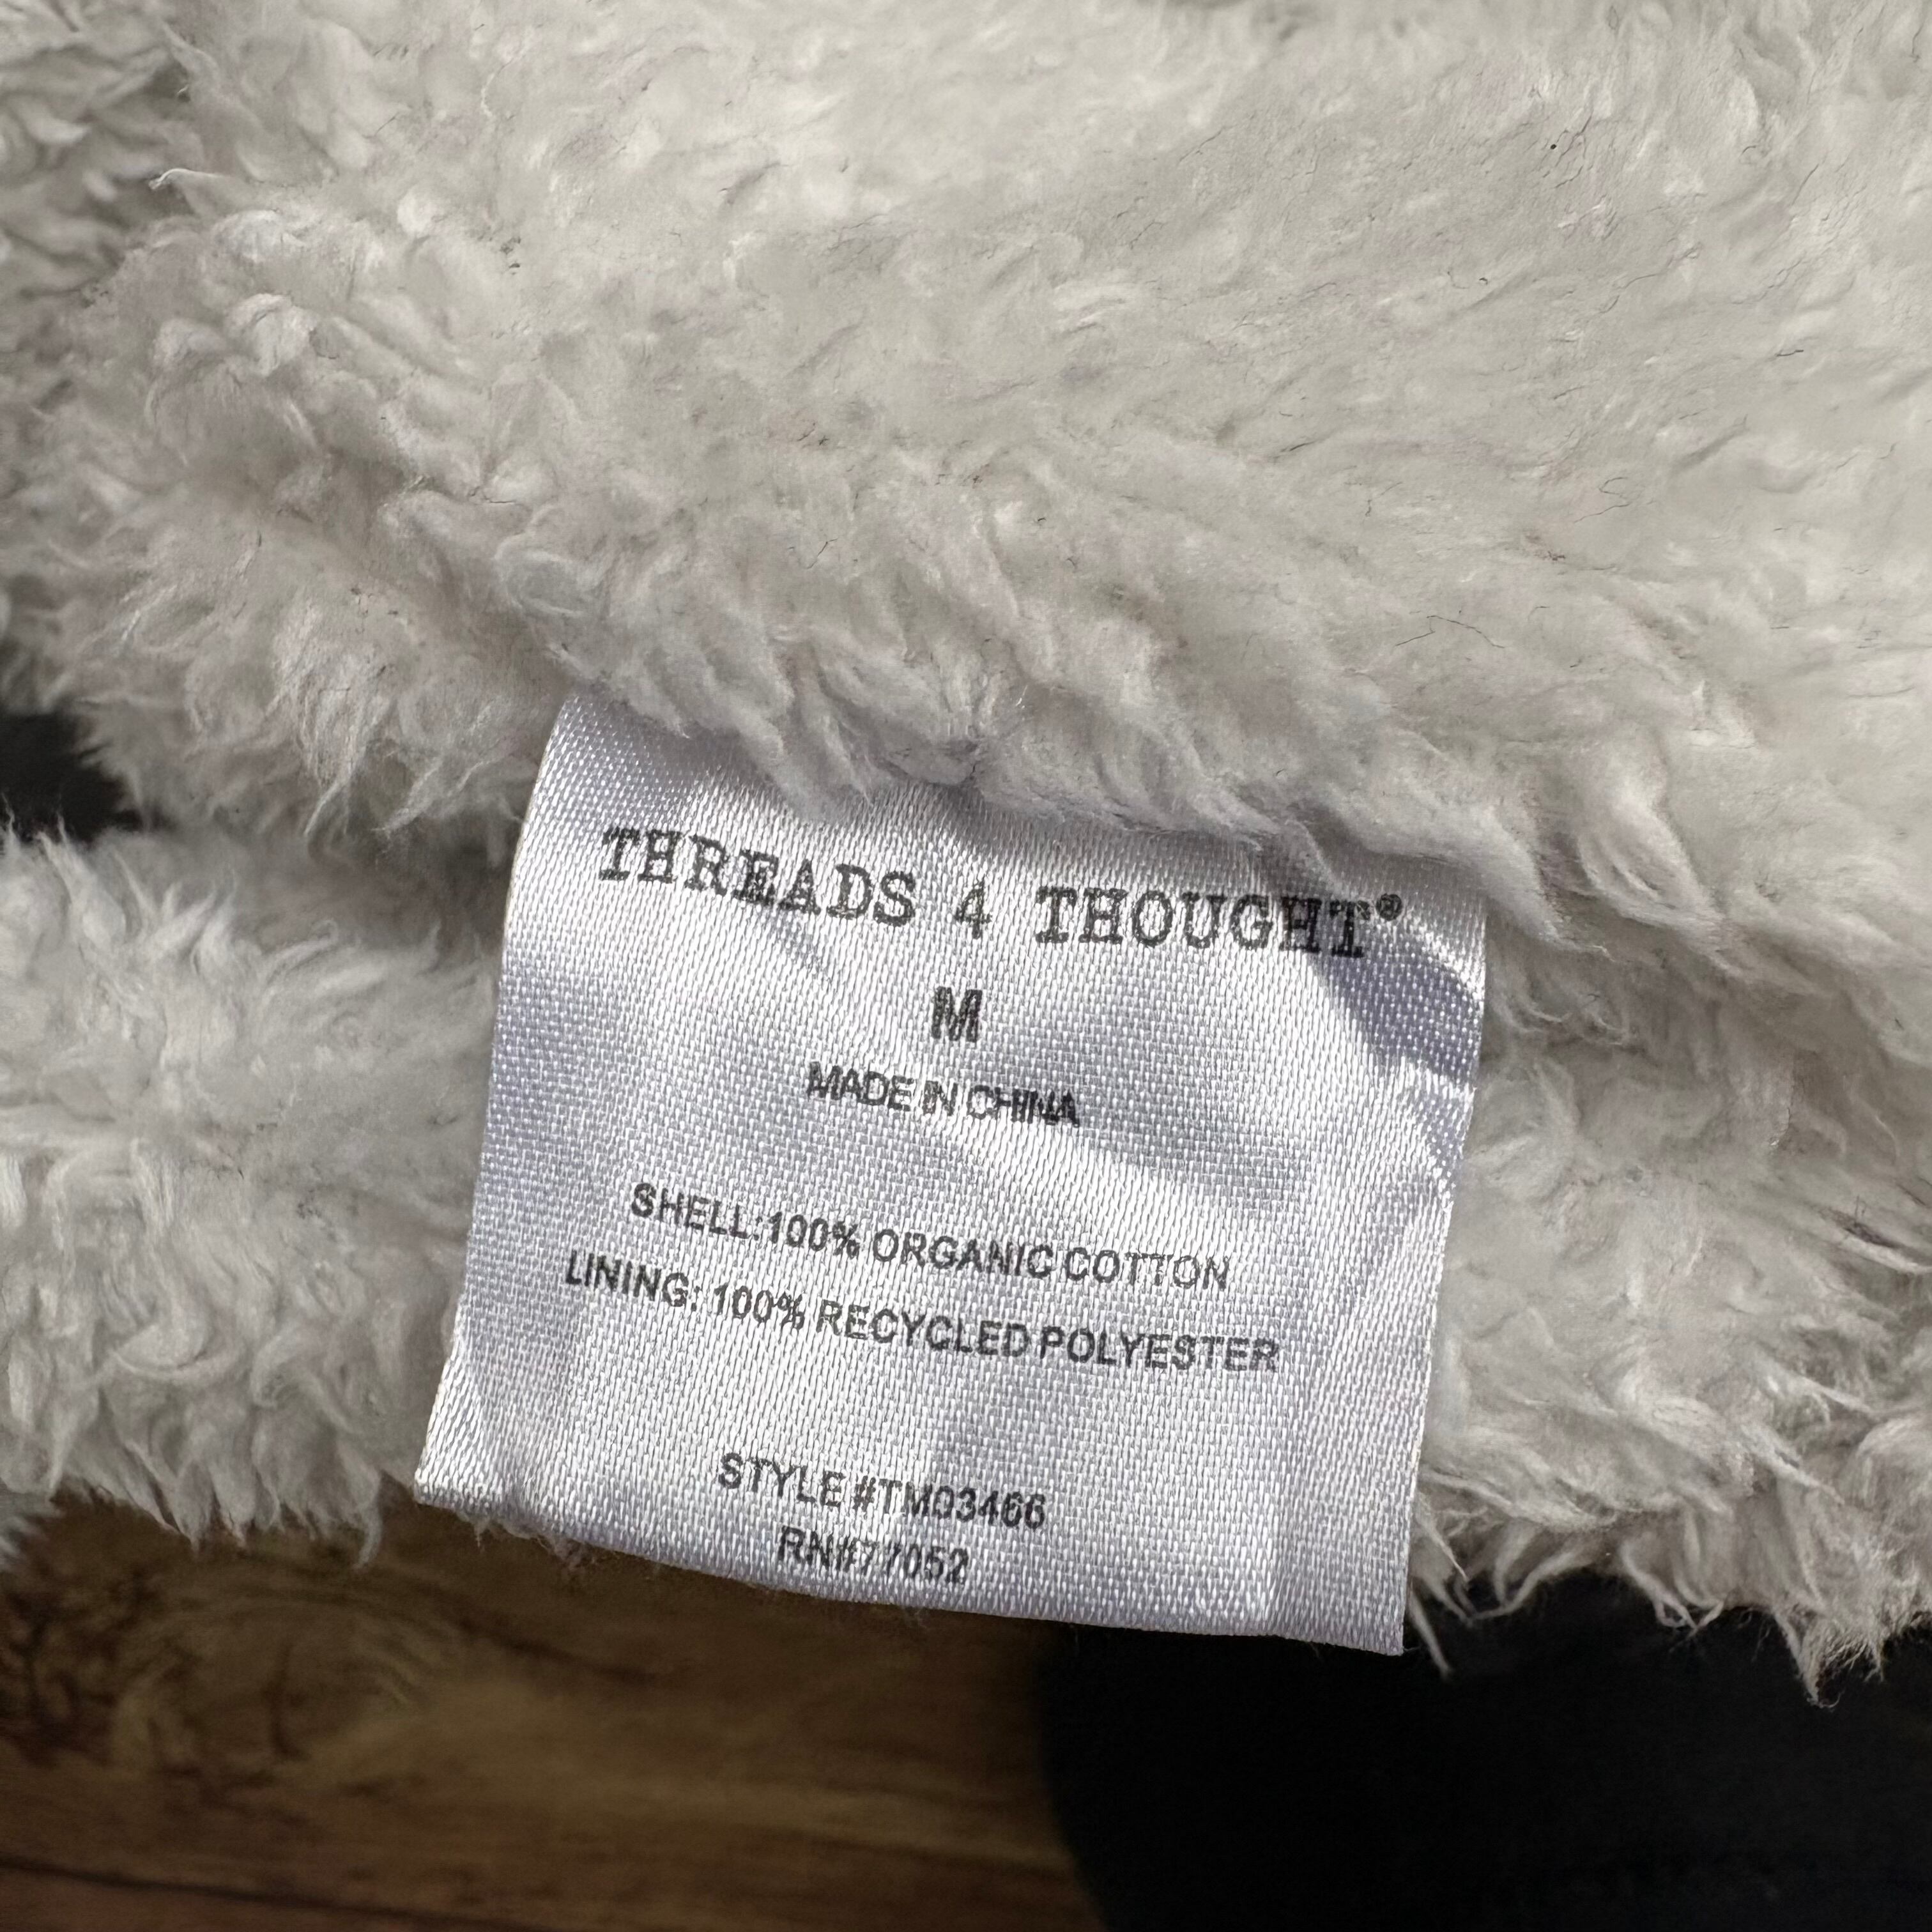 THREADS 4 THOUGHT®
M
MADE IN CHINA
SHELL:100% ORGANIC COTTON
LINING: 100% RECYCLED POLYESTER
STYLE #TM03466
RN#77052